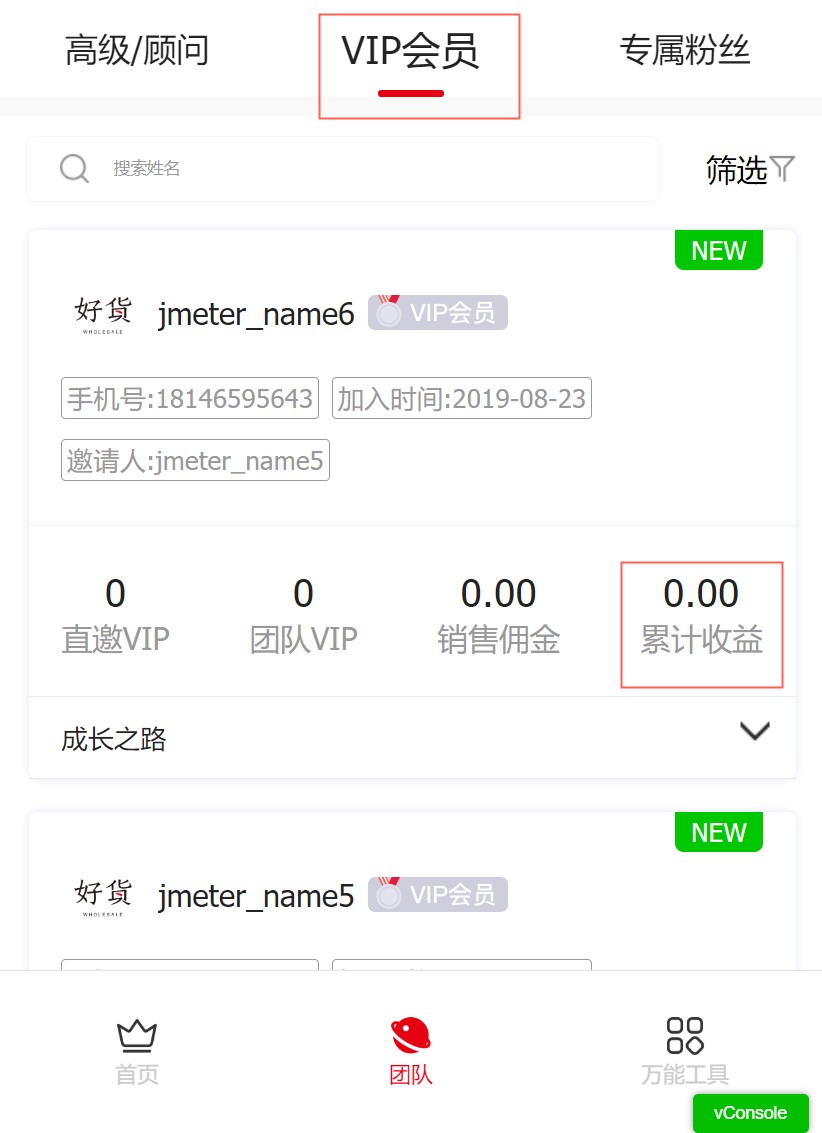 高级/顾问 VIP会员 专属粉丝
搜索姓名 筛选
NEW
好货 jmeter_name6 VIP会员
WHOLESALE
手机号:18146595643 加入时间:2019-08-23
邀请人:jmeter_name5
0 0 0.00 0.00
直邀VIP 团队VIP 销售佣金 累计收益
成长之路
NEW
好货 jmeter_name5 VIP会员
WHOLESALE
首页 团队 万能工具
vConsole